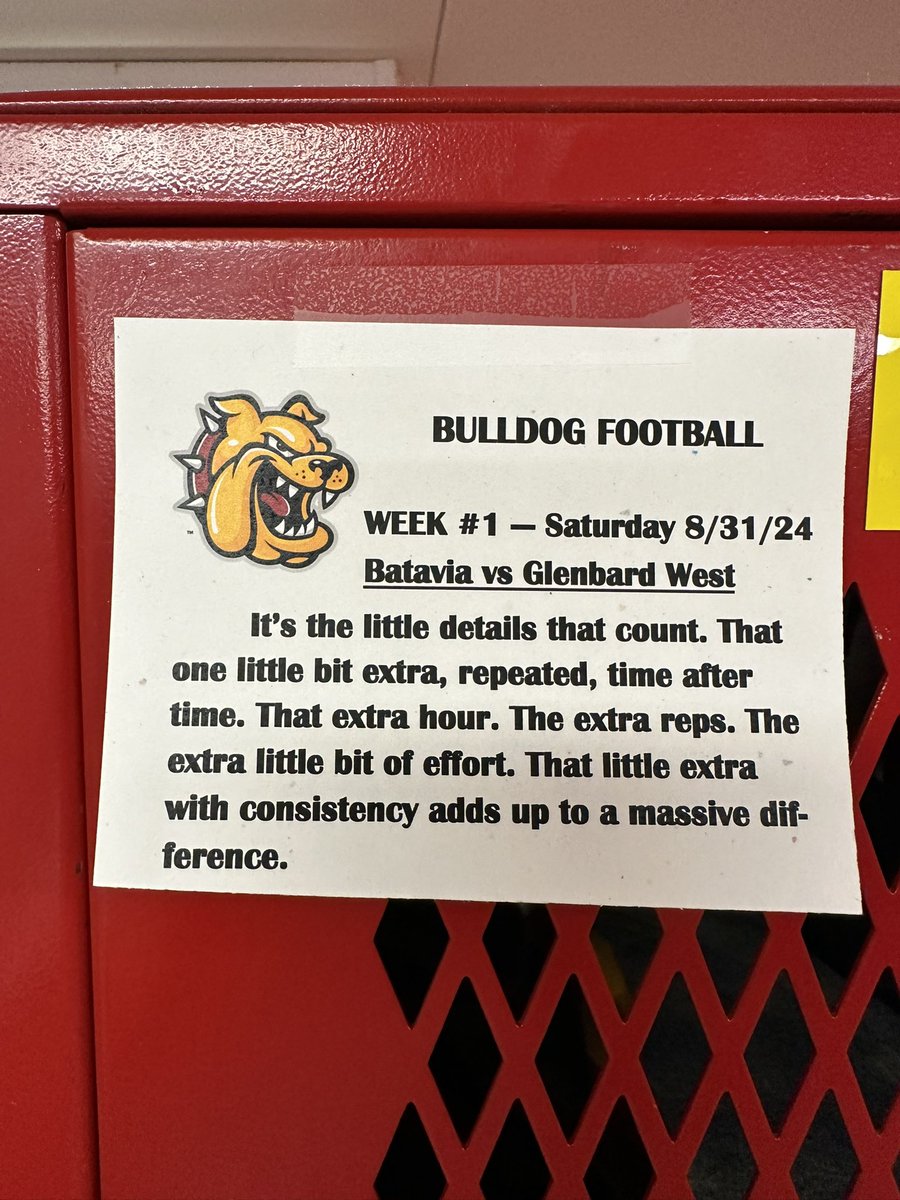 BULLDOG FOOTBALL
WEEK #1 – Saturday 8/31/24
Batavia vs Glenbard West
It's the little details that count. That
one little bit extra, repeated, time after
time. That extra hour. The extra reps. The
extra little bit of effort. That little extra
with consistency adds up to a massive dif-
ference.
TM